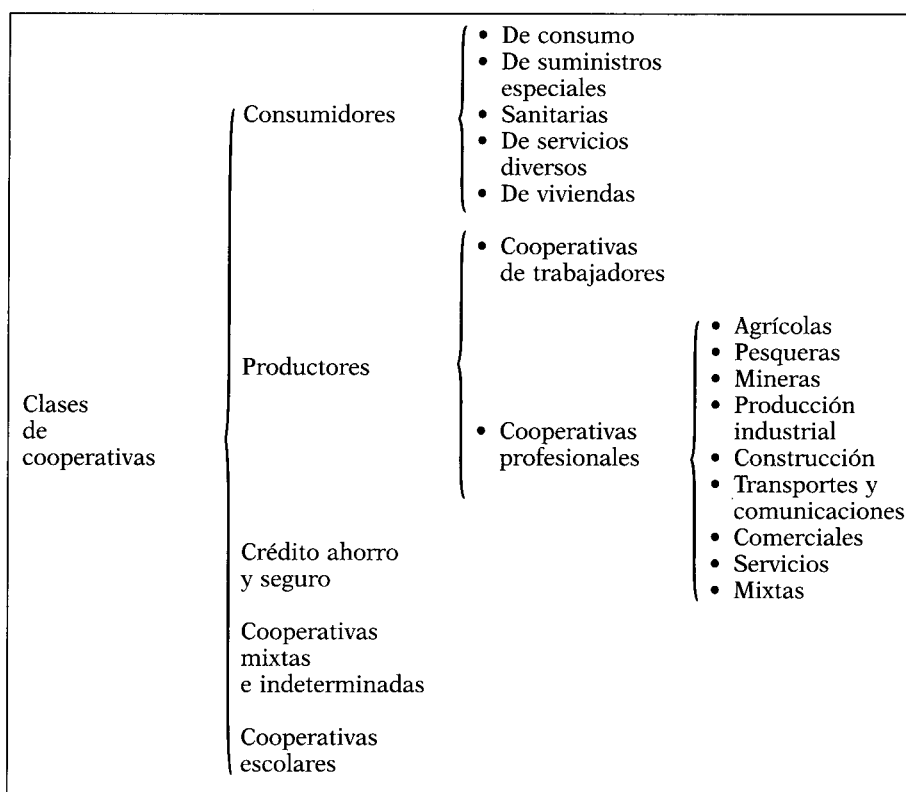 Clases
de
cooperativas
Consumidores
• De consumo
• De suministros
especiales
• Sanitarias
• De servicios
diversos
• De viviendas
Productores
• Cooperativas
de trabajadores
• Cooperativas
profesionales
• Agrícolas
• Pesqueras
• Mineras
• Producción
industrial
• Construcción
• Transportes y
comunicaciones
• Comerciales
• Servicios
• Mixtas
Crédito ahorro
y seguro
Cooperativas
mixtas
e indeterminadas
Cooperativas
escolares